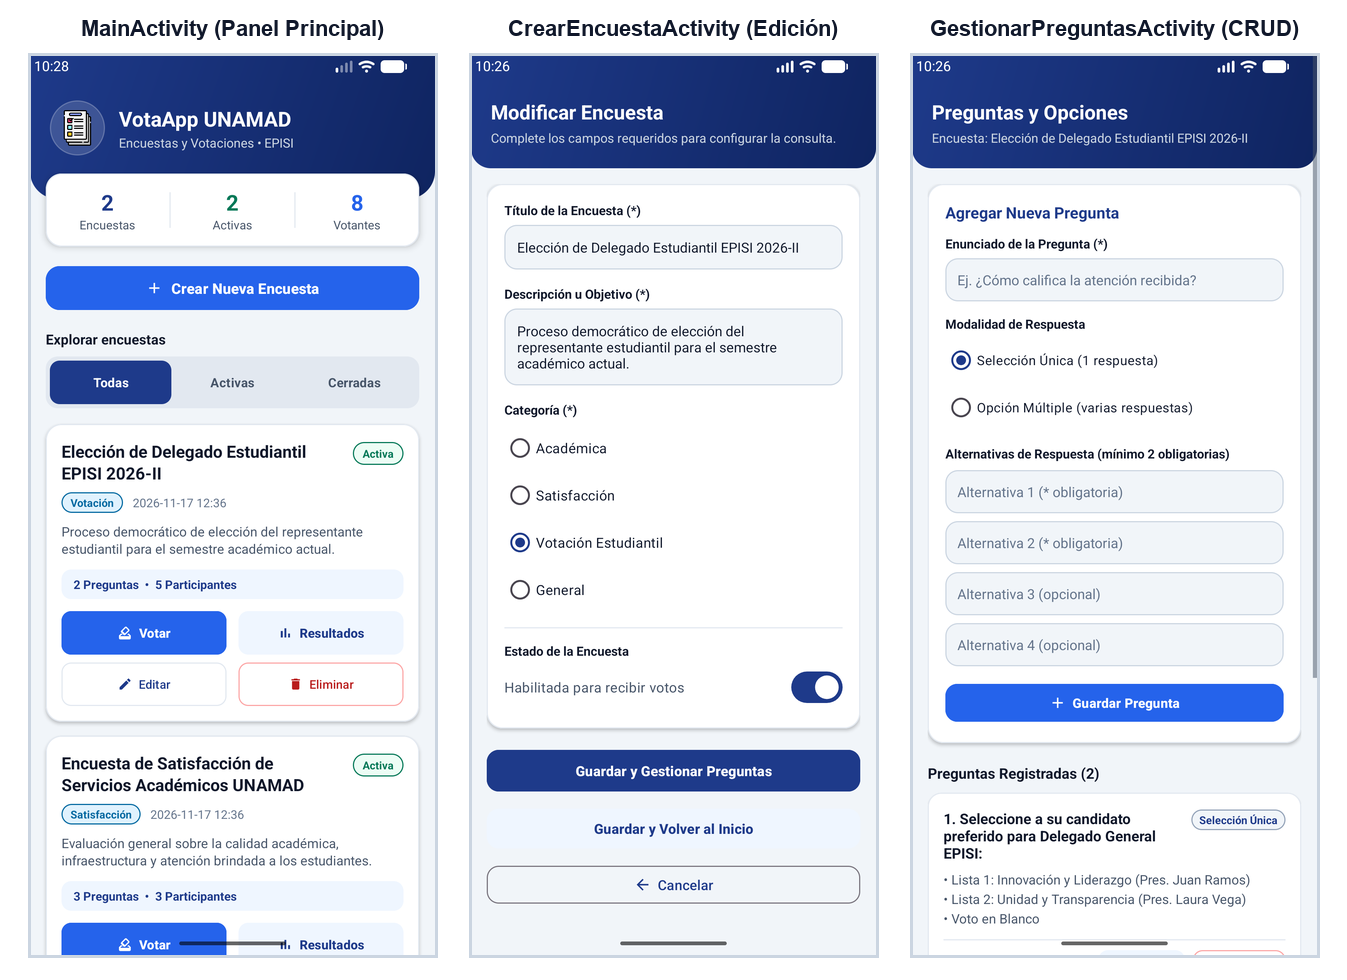 MainActivity (Panel Principal)
10:28
VotaApp UNAMAD
Encuestas y Votaciones • EPISI
2
Encuestas
2
Activas
8
Votantes
+ Crear Nueva Encuesta
Explorar encuestas
Todas
Activas
Cerradas
Elección de Delegado Estudiantil
EPISI 2026-II
Activa
Votación
2026-11-17 12:36
Proceso democrático de elección del representante
estudiantil para el semestre académico actual.
2 Preguntas • 5 Participantes
Votar
Resultados
Editar
Eliminar
Encuesta de Satisfacción de
Servicios Académicos UNAMAD
Activa
Satisfacción
2026-11-17 12:36
Evaluación general sobre la calidad académica,
infraestructura y atención brindada a los estudiantes.
3 Preguntas • 3 Participantes
Votar
Resultados
CrearEncuestaActivity (Edición)
10:26
Modificar Encuesta
Complete los campos requeridos para configurar la consulta.
Título de la Encuesta (*)
Elección de Delegado Estudiantil EPISI 2026-II
Descripción u Objetivo (*)
Proceso democrático de elección del
representante estudiantil para el semestre
académico actual.
Categoría (*)
Académica
Satisfacción
Votación Estudiantil
General
Estado de la Encuesta
Habilitada para recibir votos
Guardar y Gestionar Preguntas
Guardar y Volver al Inicio
Cancelar
GestionarPreguntasActivity (CRUD)
10:26
Preguntas y Opciones
Encuesta: Elección de Delegado Estudiantil EPISI 2026-II
Agregar Nueva Pregunta
Enunciado de la Pregunta (*)
Ej. ¿Cómo califica la atención recibida?
Modalidad de Respuesta
Selección Única (1 respuesta)
Opción Múltiple (varias respuestas)
Alternativas de Respuesta (mínimo 2 obligatorias)
Alternativa 1 (* obligatoria)
Alternativa 2 (* obligatoria)
Alternativa 3 (opcional)
Alternativa 4 (opcional)
+ Guardar Pregunta
Preguntas Registradas (2)
1. Seleccione a su candidato
preferido para Delegado General
EPISI:
Selección Única
• Lista 1: Innovación y Liderazgo (Pres. Juan Ramos)
• Lista 2: Unidad y Transparencia (Pres. Laura Vega)
• Voto en Blanco